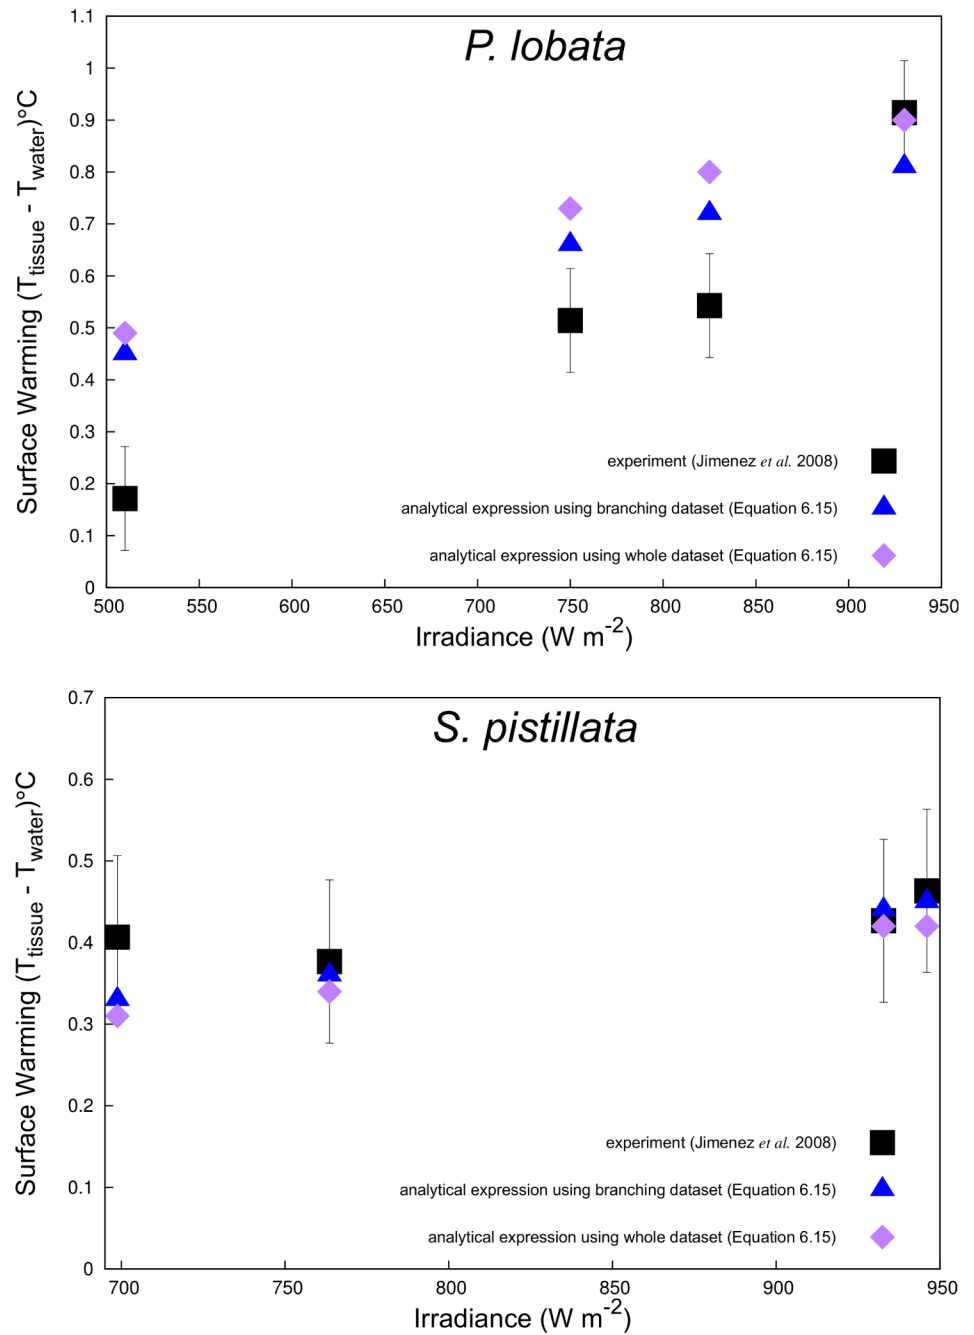 P. lobata
1.1
1
0.9
0.8
0.7
0.6
0.5
0.4
0.3
0.2
0.1
0
Surface Warming (T_tissue - T_water)°C
experiment (Jimenez et al. 2008)
analytical expression using branching dataset (Equation 6.15)
analytical expression using whole dataset (Equation 6.15)
500 550 600 650 700 750 800 850 900 950
Irradiance (W m^-2)
S. pistillata
0.7
0.6
0.5
0.4
0.3
0.2
0.1
0
Surface Warming (T_tissue - T_water)°C
experiment (Jimenez et al. 2008)
analytical expression using branching dataset (Equation 6.15)
analytical expression using whole dataset (Equation 6.15)
700 750 800 850 900 950
Irradiance (W m^-2)